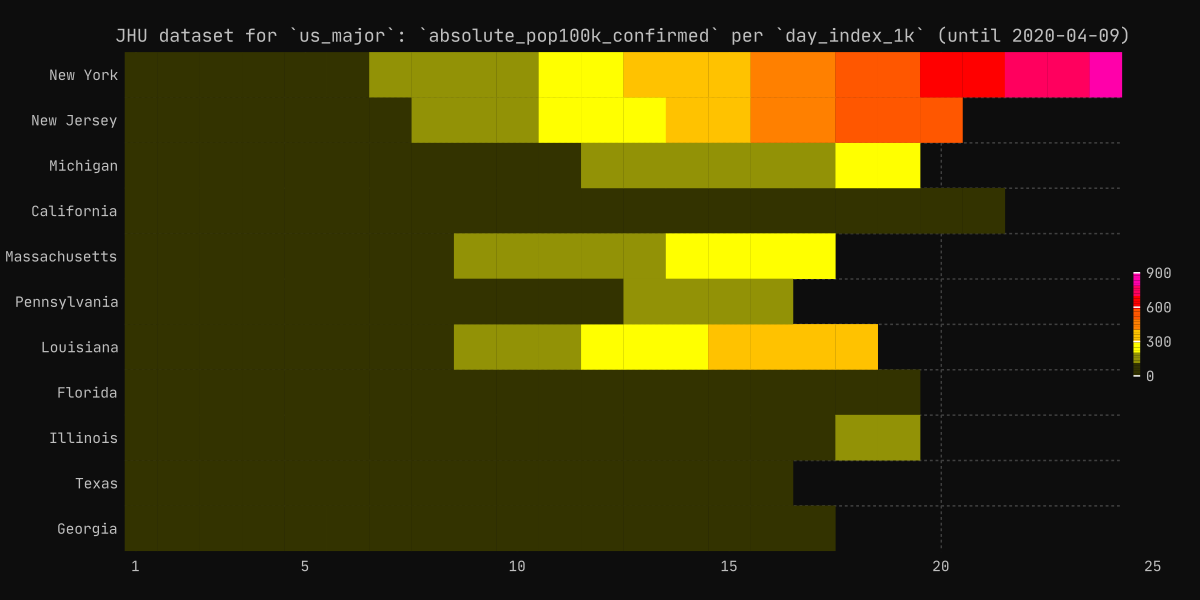 JHU dataset for `us_major`: `absolute_pop100k_confirmed` per `day_index_1k` (until 2020-04-09)
New York
New Jersey
Michigan
California
Massachusetts
Pennsylvania
Louisiana
Florida
Illinois
Texas
Georgia
1 5 10 15 20 25
900
600
300
0